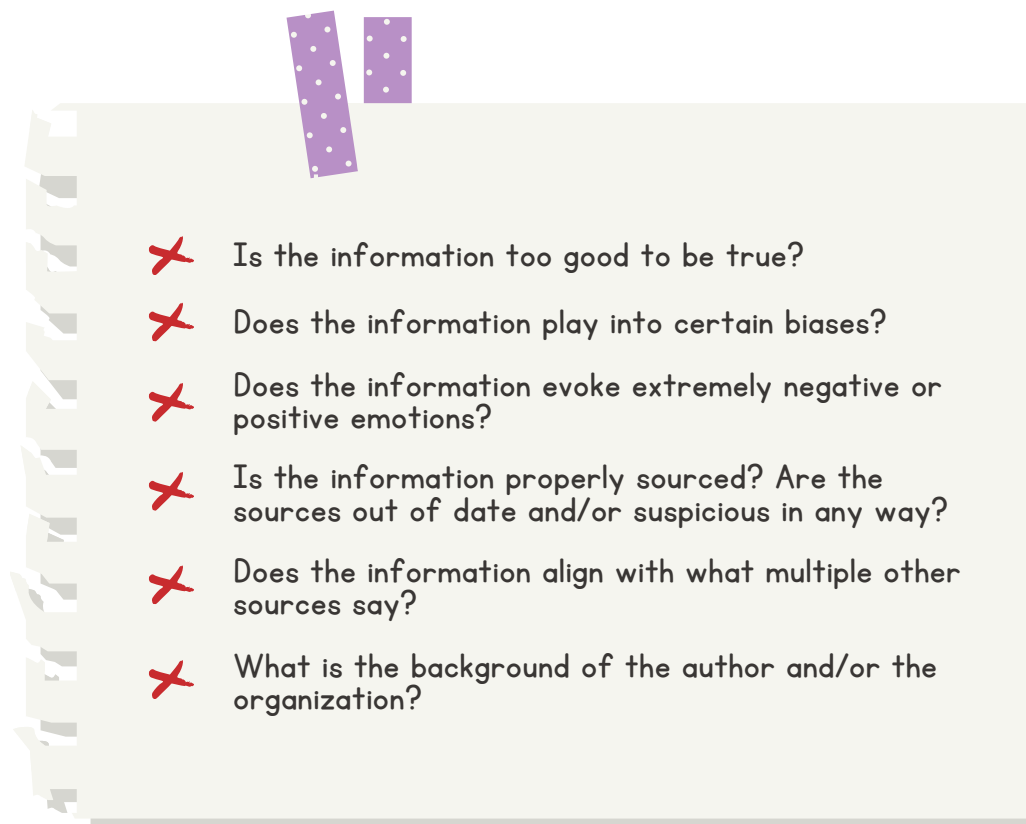 Is the information too good to be true?
Does the information play into certain biases?
Does the information evoke extremely negative or
positive emotions?
Is the information properly sourced? Are the
sources out of date and/or suspicious in any way?
Does the information align with what multiple other
sources say?
What is the background of the author and/or the
organization?